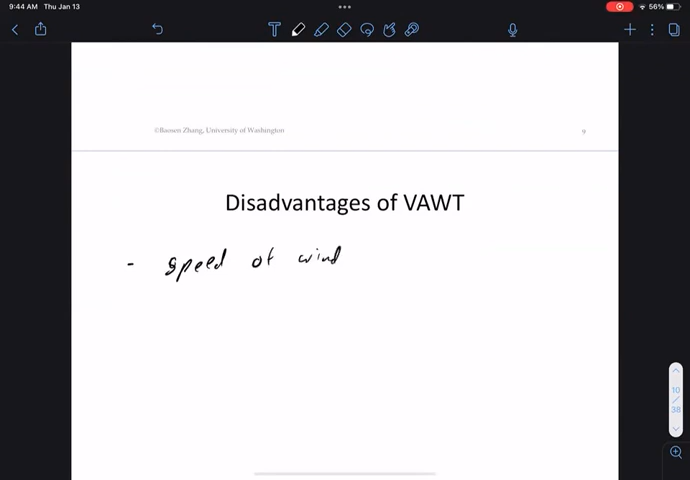 9:44 AM Thu Jan 13
56%
©Baosen Zhang, University of Washington 9
Disadvantages of VAWT
- speed of wind
10
/
38